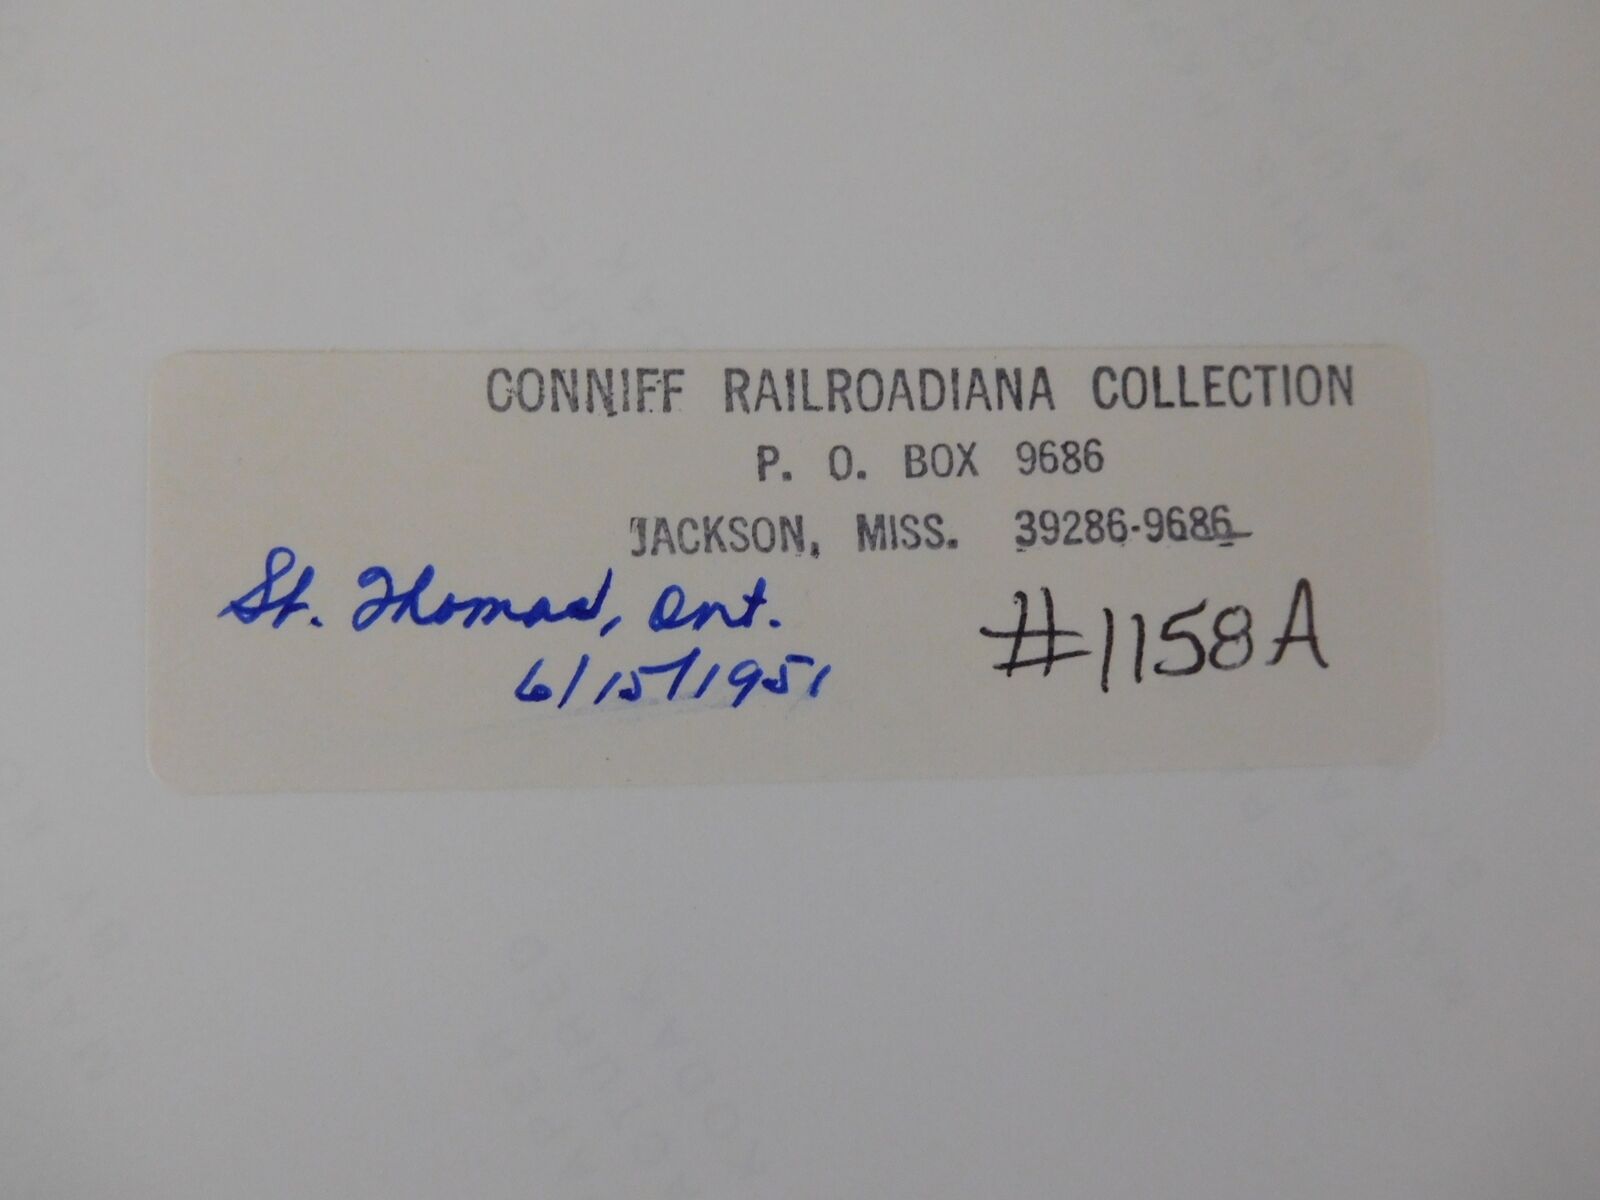 CONNIFF RAILROADIANA COLLECTION
P. O. BOX 9686
JACKSON, MISS. 39286-9686
St. Thomas, Ont.
6/15/1951
#1158A